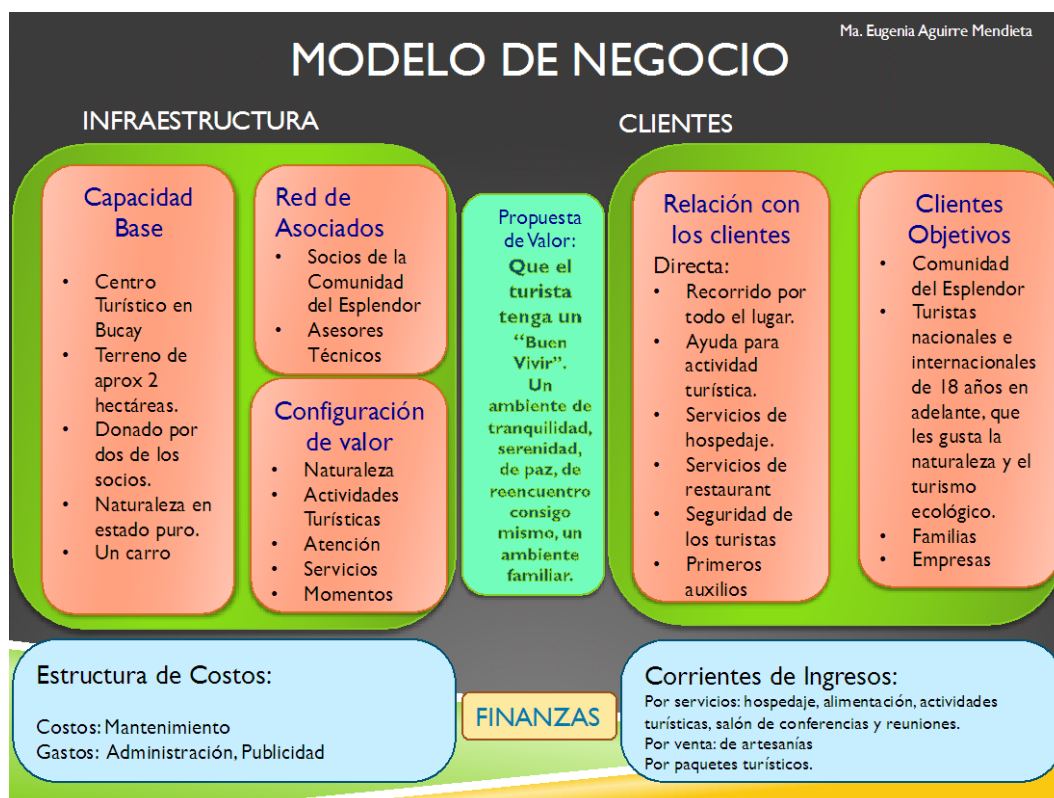 Ma. Eugenia Aguirre Mendieta
MODELO DE NEGOCIO
INFRAESTRUCTURA
CLIENTES
Capacidad
Base
• Centro
Turístico en
Bucay
• Terreno de
aprox 2
hectáreas.
• Donado por
dos de los
socios.
• Naturaleza en
estado puro.
• Un carro
Red de
Asociados
• Socios de la
Comunidad
del Esplendor
• Asesores
Técnicos
Configuración
de valor
• Naturaleza
• Actividades
Turísticas
• Atención
• Servicios
• Momentos
Propuesta
de Valor:
Que el
turista
tenga un
“Buen
Vivir”.
Un
ambiente de
tranquilidad,
serenidad,
de paz, de
reencuentro
consigo
mismo, un
ambiente
familiar.
Relación con
los clientes
Directa:
• Recorrido por
todo el lugar.
• Ayuda para
actividad
turística.
• Servicios de
hospedaje.
• Servicios de
restaurant
• Seguridad de
los turistas
• Primeros
auxilios
Clientes
Objetivos
• Comunidad
del Esplendor
• Turistas
nacionales e
internacionales
de 18 años en
adelante, que
les gusta la
naturaleza y el
turismo
ecológico.
• Familias
• Empresas
Estructura de Costos:
Costos: Mantenimiento
Gastos: Administración, Publicidad
FINANZAS
Corrientes de Ingresos:
Por servicios: hospedaje, alimentación, actividades
turísticas, salón de conferencias y reuniones.
Por venta: de artesanías
Por paquetes turísticos.